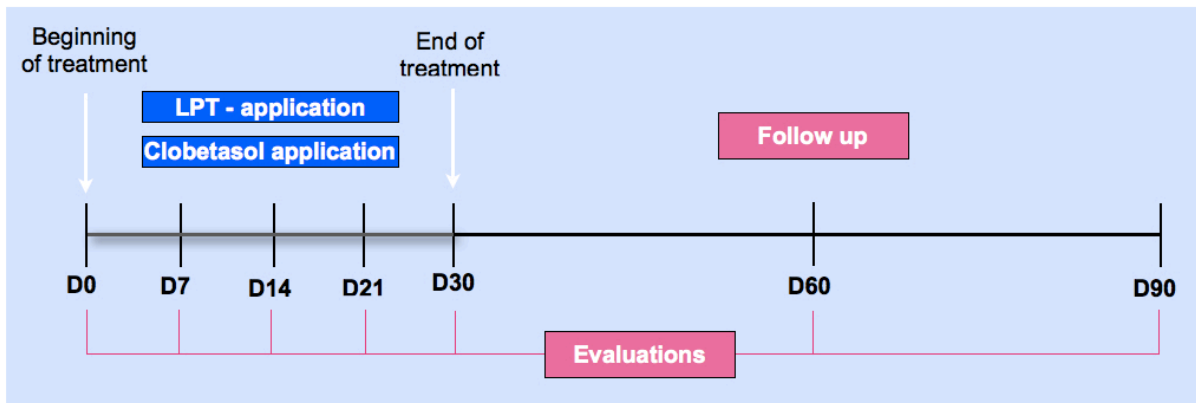 Beginning
of treatment
End of
treatment
LPT - application
Clobetasol application
Follow up
D0 D7 D14 D21 D30 D60 D90
Evaluations